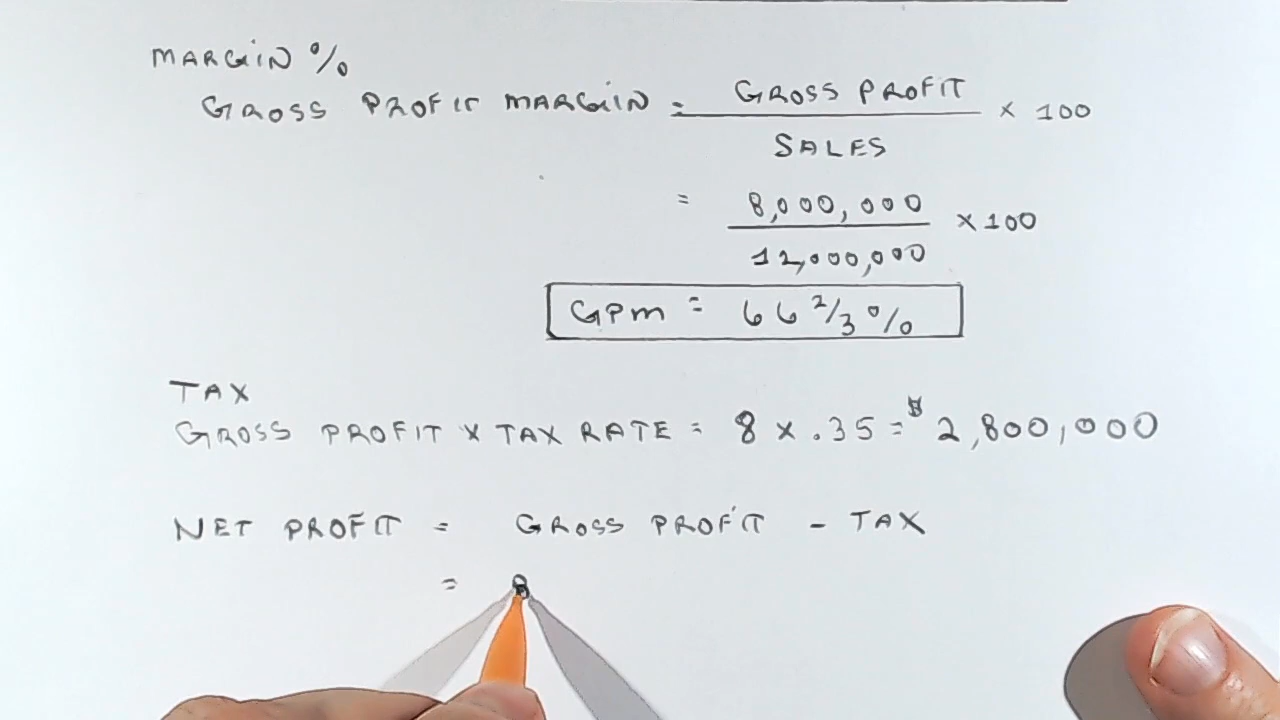 MARGIN %
GROSS PROFIT MARGIN = GROSS PROFIT / SALES × 100
= 8,000,000 / 12,000,000 × 100
GPM = 66 2/3 %
TAX
GROSS PROFIT × TAX RATE = 8 × .35 = $ 2,800,000
NET PROFIT = GROSS PROFIT - TAX
= 8